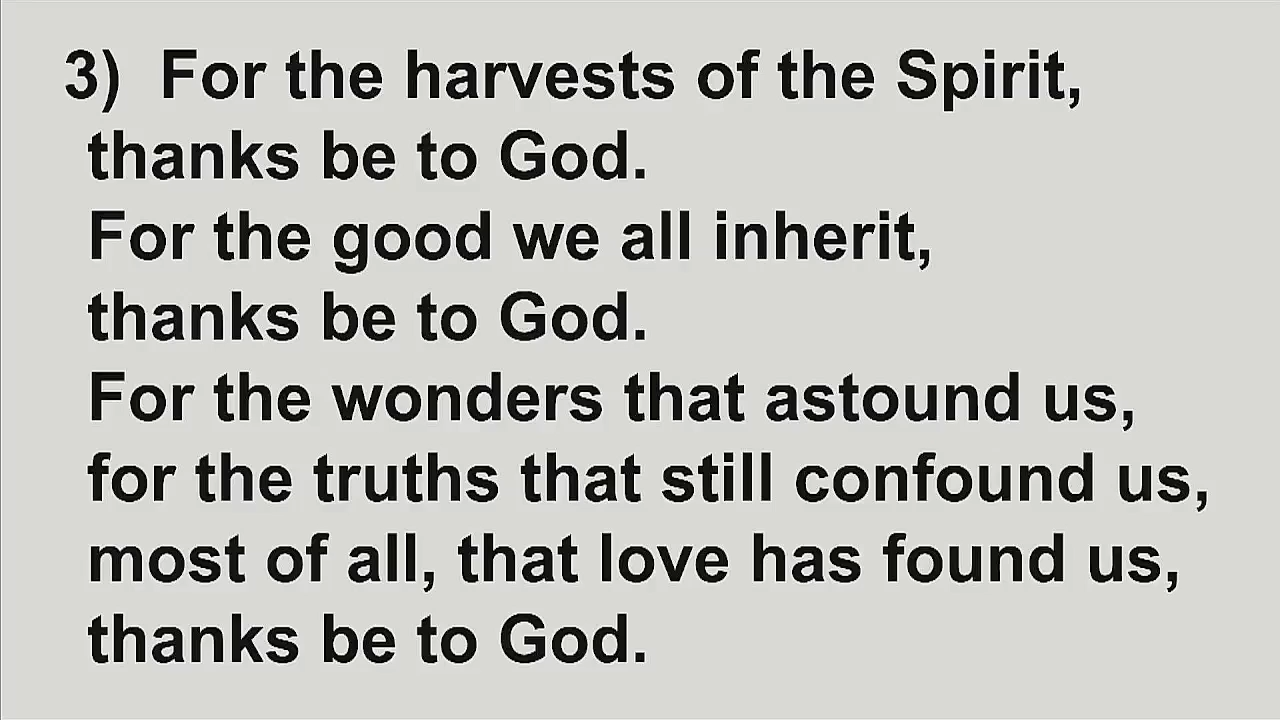 3) For the harvests of the Spirit,
thanks be to God.
For the good we all inherit,
thanks be to God.
For the wonders that astound us,
for the truths that still confound us,
most of all, that love has found us,
thanks be to God.